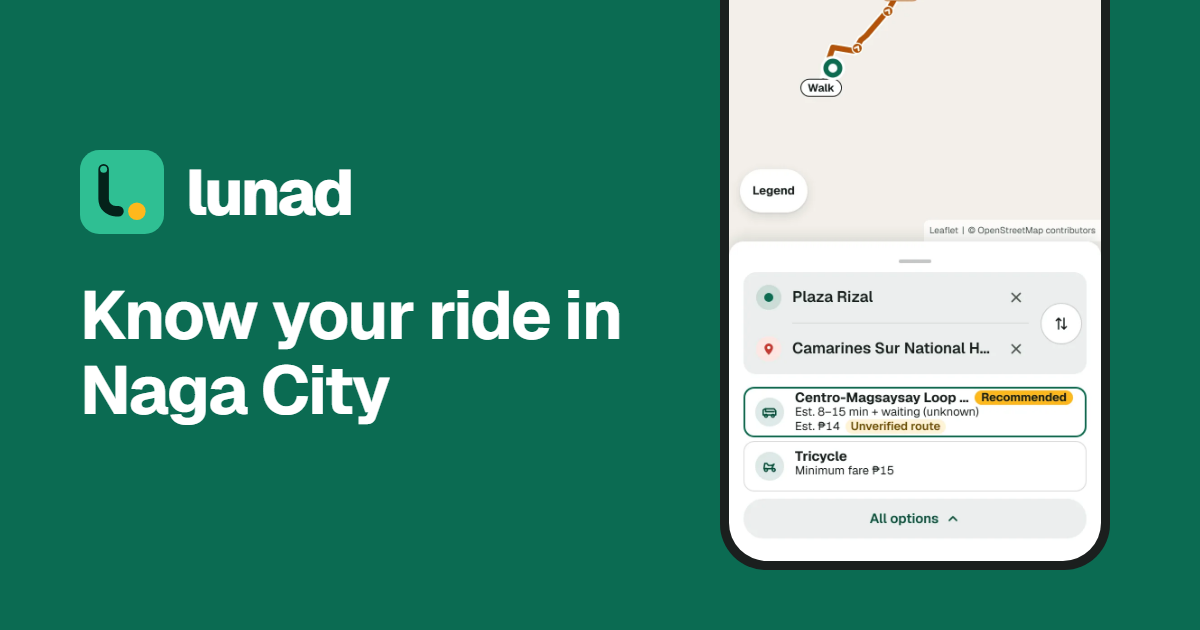 lunad
Know your ride in
Naga City
Walk
Legend
Leaflet | © OpenStreetMap contributors
Plaza Rizal
Camarines Sur National H...
Centro-Magsaysay Loop ... Recommended
Est. 8–15 min + waiting (unknown)
Est. ₱14 Unverified route
Tricycle
Minimum fare ₱15
All options